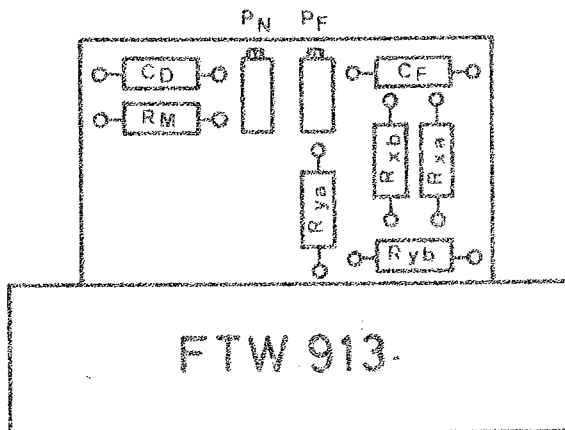 PN PF
CD CF
RM
Rxb Rxa
Rya
Ryb
FTW 913